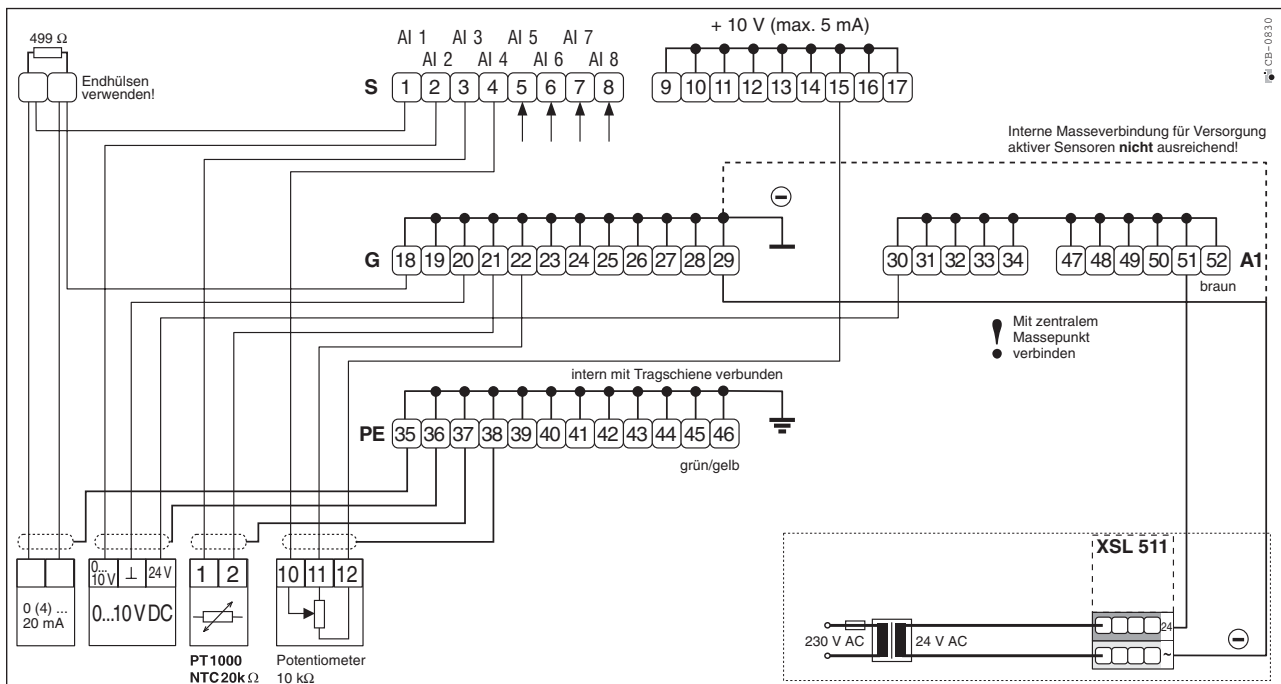 + 10 V (max. 5 mA)
CB–0830
499 Ω
Endhülsen
verwenden!
AI 1 AI 3 AI 5 AI 7
AI 2 AI 4 AI 6 AI 8
S 1 2 3 4 5 6 7 8
9 10 11 12 13 14 15 16 17
Interne Masseverbindung für Versorgung
aktiver Sensoren nicht ausreichend!
G 18 19 20 21 22 23 24 25 26 27 28 29
30 31 32 33 34 47 48 49 50 51 52 A1
braun
! Mit zentralem
Massepunkt
verbinden
intern mit Tragschiene verbunden
PE 35 36 37 38 39 40 41 42 43 44 45 46
grün/gelb
XSL 511
0...
10 V ⊥ 24 V
1 2
10 11 12
0 (4) ...
20 mA
0...10 V DC
24
230 V AC 24 V AC
~
PT1000
NTC20k Ω
Potentiometer
10 kΩ